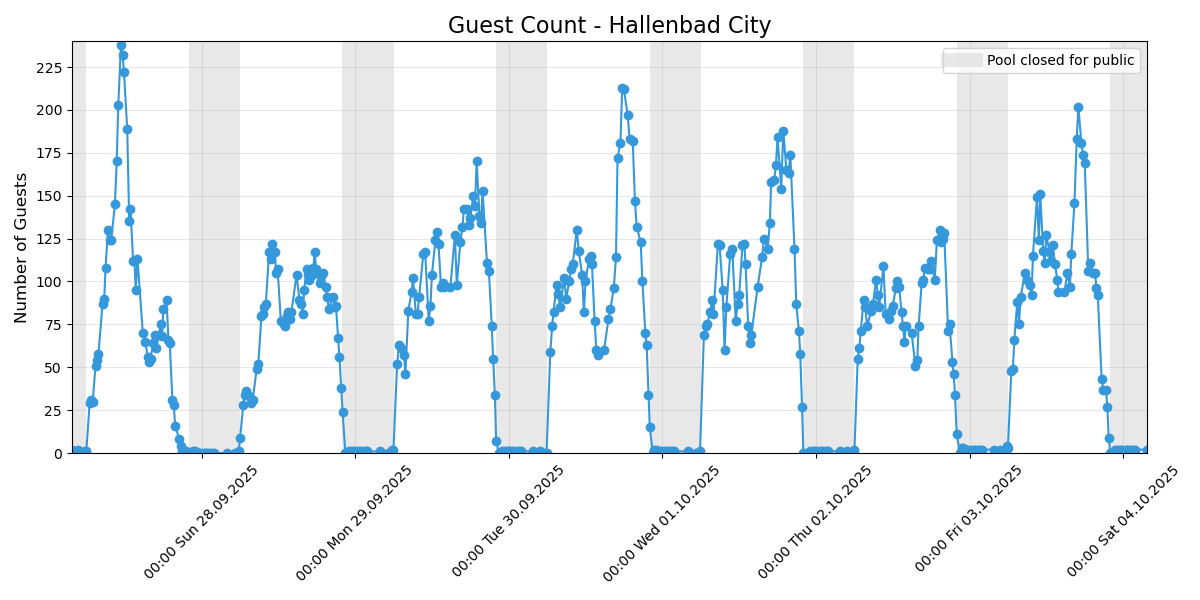 Guest Count - Hallenbad City
Pool closed for public
Number of Guests
225
200
175
150
125
100
75
50
25
0
00:00 Sun 28.09.2025
00:00 Mon 29.09.2025
00:00 Tue 30.09.2025
00:00 Wed 01.10.2025
00:00 Thu 02.10.2025
00:00 Fri 03.10.2025
00:00 Sat 04.10.2025